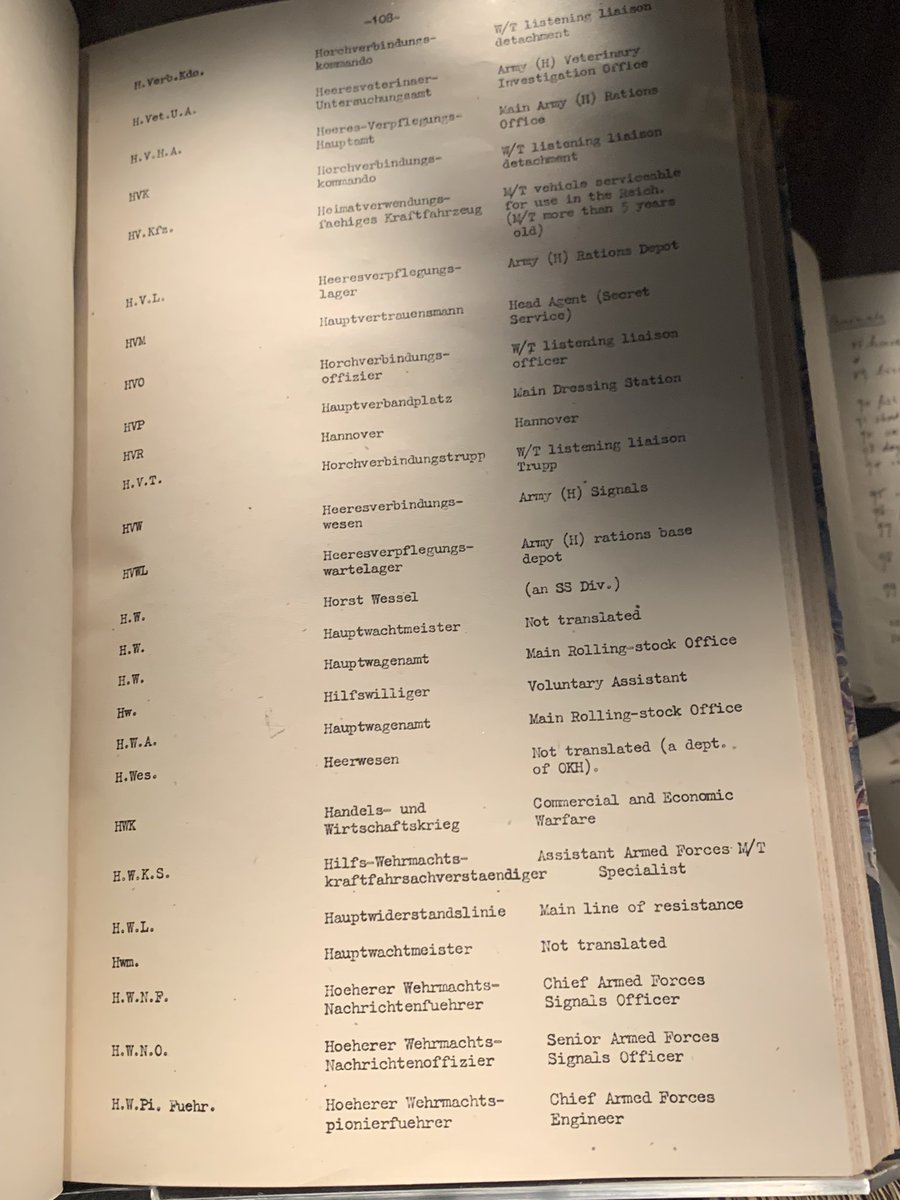 -108-
H.Verb.Kdo. Horchverbindungs- W/T listening liaison
kommando detachment
H.Vet.U.A. Heeresveterinaer- Army (H) Veterinary
Untersuchungsamt Investigation Office
H.V.H.A. Heeres-Verpflegungs- Main Army (H) Rations
Hauptamt Office
HVK Horchverbindungs- W/T listening liaison
kommando detachment
HV.Kfz. Heimatverwendungs- M/T vehicle serviceable
faehiges Kraftfahrzeug for use in the Reich.
(M/T more than 5 years
old)
H.V.L. Heeresverpflegungs- Army (H) Rations Depot
lager
HVM Hauptvertrauensmann Head Agent (Secret
Service)
HVO Horchverbindungs- W/T listening liaison
offizier officer
HVP Hauptverbandplatz Main Dressing Station
HVR Hannover Hannover
H.V.T. Horchverbindungstrupp W/T listening liaison
Trupp
HVW Heeresverbindungs- Army (H) Signals
wesen
HVWL Heeresverpflegungs- Army (H) rations base
wartelager depot
H.W. Horst Wessel (an SS Div.)
H.W. Hauptwachtmeister Not translated
H.W. Hauptwagenamt Main Rolling-stock Office
Hw. Hilfswilliger Voluntary Assistant
H.W.A. Hauptwagenamt Main Rolling-stock Office
H.Wes. Heerwesen Not translated (a dept.
of OKH).
HWK Handels- und Commercial and Economic
Wirtschaftskrieg Warfare
H.W.K.S. Hilfs-Wehrmachts- Assistant Armed Forces M/T
kraftfahrsachverstaendiger Specialist
H.W.L. Hauptwiderstandslinie Main line of resistance
Hwm. Hauptwachtmeister Not translated
H.W.N.F. Hoeherer Wehrmachts- Chief Armed Forces
Nachrichtenfuehrer Signals Officer
H.W.N.O. Hoeherer Wehrmachts- Senior Armed Forces
Nachrichtenoffizier Signals Officer
H.W.Pi. Fuehr. Hoeherer Wehrmachts- Chief Armed Forces
pionierfuehrer Engineer